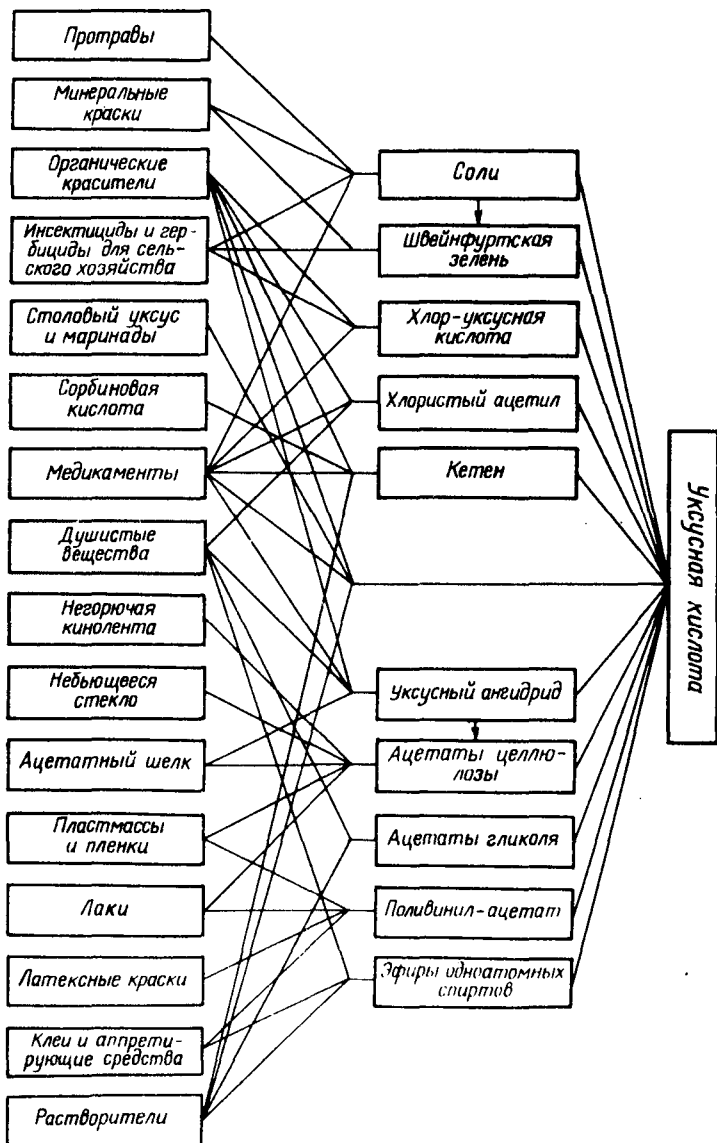 Протравы
Минеральные
краски
Органические
красители
Инсектициды и гер-
бициды для сель-
ского хозяйства
Столовый уксус
и маринады
Сорбиновая
кислота
Медикаменты
Душистые
вещества
Негорючая
кинолента
Небьющееся
стекло
Ацетатный шелк
Пластмассы
и пленки
Лаки
Латексные краски
Клеи и аппрети-
рующие средства
Растворители
Соли
Швейнфуртская
зелень
Хлор-уксусная
кислота
Хлористый ацетил
Кетен
Уксусный ангидрид
Ацетаты целлю-
лозы
Ацетаты гликоля
Поливинил-ацетат
Эфиры одноатомных
спиртов
Уксусная кислота